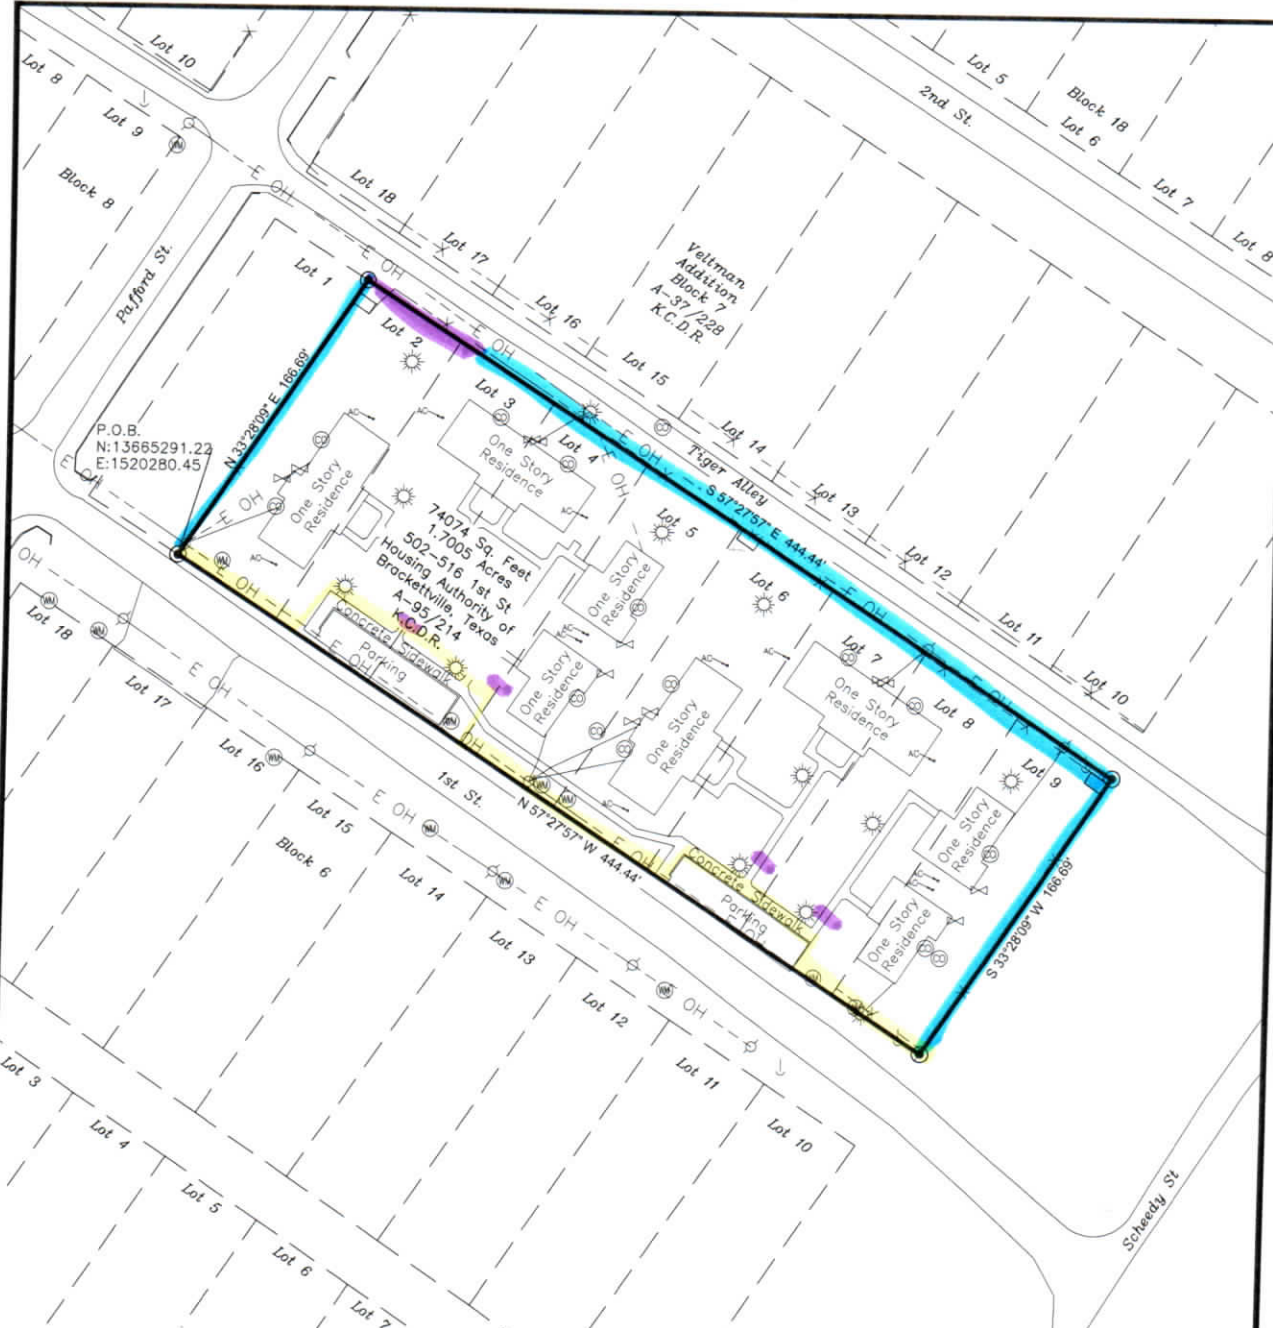 Lot 10
Lot 8
Lot 9
Block 8
Pafford St.
Lot 5
Block 18
Lot 6
Lot 7
Lot 8
2nd St.
E OH
Lot 18
Lot 17
Lot 16
Lot 15
Lot 14
Lot 13
Lot 12
Lot 11
Lot 10
Veltman
Addition
Block 7
A-37/228
K.C.D.R.
Tiger Alley
E OH
E OH
S 57°27'57" E 444.44'
Lot 1
Lot 2
Lot 3
Lot 4
Lot 5
Lot 6
Lot 7
Lot 8
Lot 9
N 33°28'09" E 166.69'
P.O.B.
N:13665291.22
E:1520280.45
One Story
Residence
One Story
Residence
One Story
Residence
One Story
Residence
One Story
Residence
One Story
Residence
One Story
Residence
One Story
Residence
74074 Sq. Feet
1.7005 Acres
502-516 1st St
Housing Authority of
Brackettville, Texas
A-95/214
K.C.D.R.
Concrete Sidewalk
Parking
Concrete Sidewalk
Parking
S 33°28'09" W 166.69'
N 57°27'57" W 444.44'
1st St.
E OH
E OH
E OH
E OH
OH
Lot 18
Lot 17
Lot 16
Lot 15
Lot 14
Lot 13
Lot 12
Lot 11
Lot 10
Block 6
Lot 3
Lot 4
Lot 5
Lot 6
Lot 7
Scheedy St